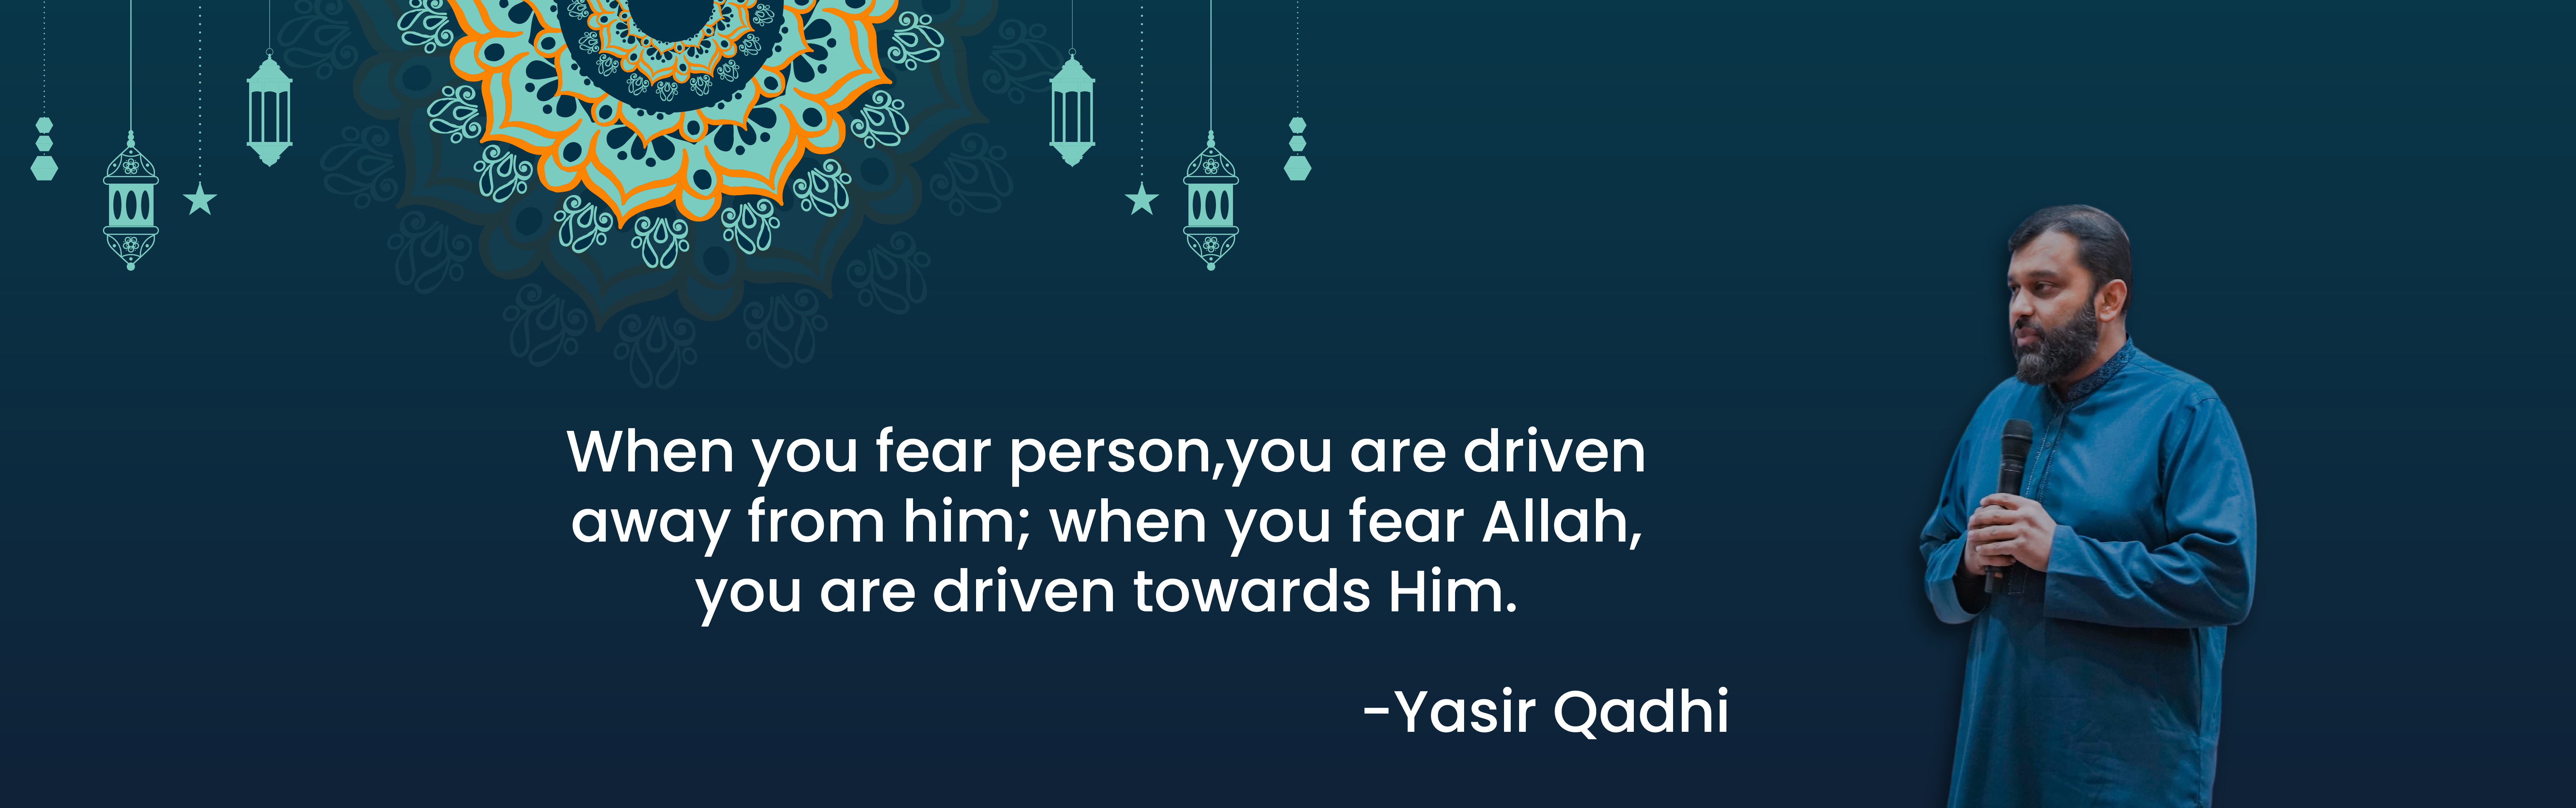 When you fear person,you are driven
away from him; when you fear Allah,
you are driven towards Him.
-Yasir Qadhi